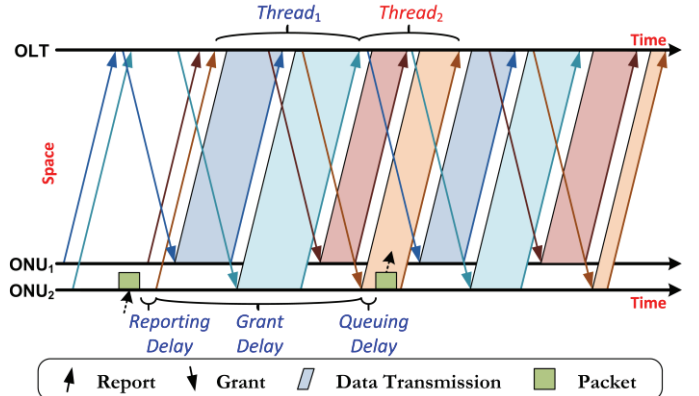 Thread1 Thread2
OLT Time
Space
ONU1
ONU2
Time
Reporting Delay
Grant Delay
Queuing Delay
Report Grant Data Transmission Packet